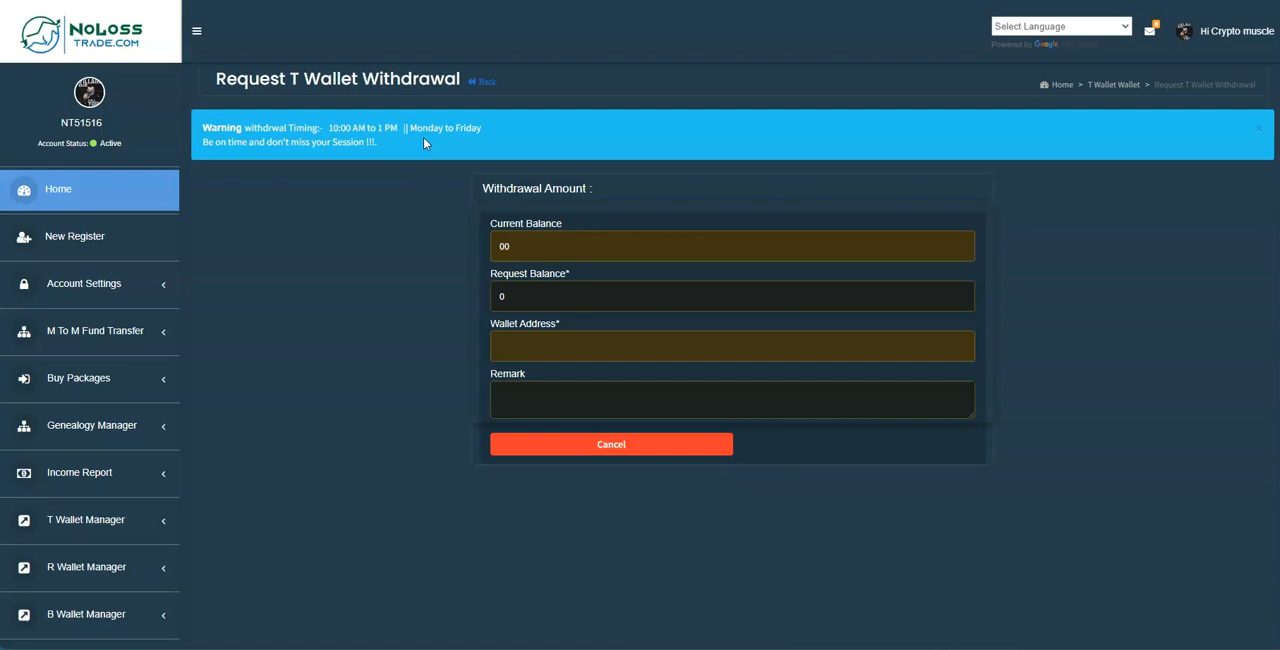 NoLoss
TRADE.COM
Select Language
Powered by Google
6
Hi Crypto muscle
Request T Wallet Withdrawal
Back
Home > T Wallet Wallet > Request T Wallet Withdrawal
NT51516
Account Status: Active
Warning withdrwal Timing:- 10:00 AM to 1 PM || Monday to Friday
Be on time and don't miss your Session !!!.
×
Home
New Register
Account Settings
M To M Fund Transfer
Buy Packages
Genealogy Manager
Income Report
T Wallet Manager
R Wallet Manager
B Wallet Manager
Withdrawal Amount :
Current Balance
00
Request Balance*
0
Wallet Address*
Remark
Cancel